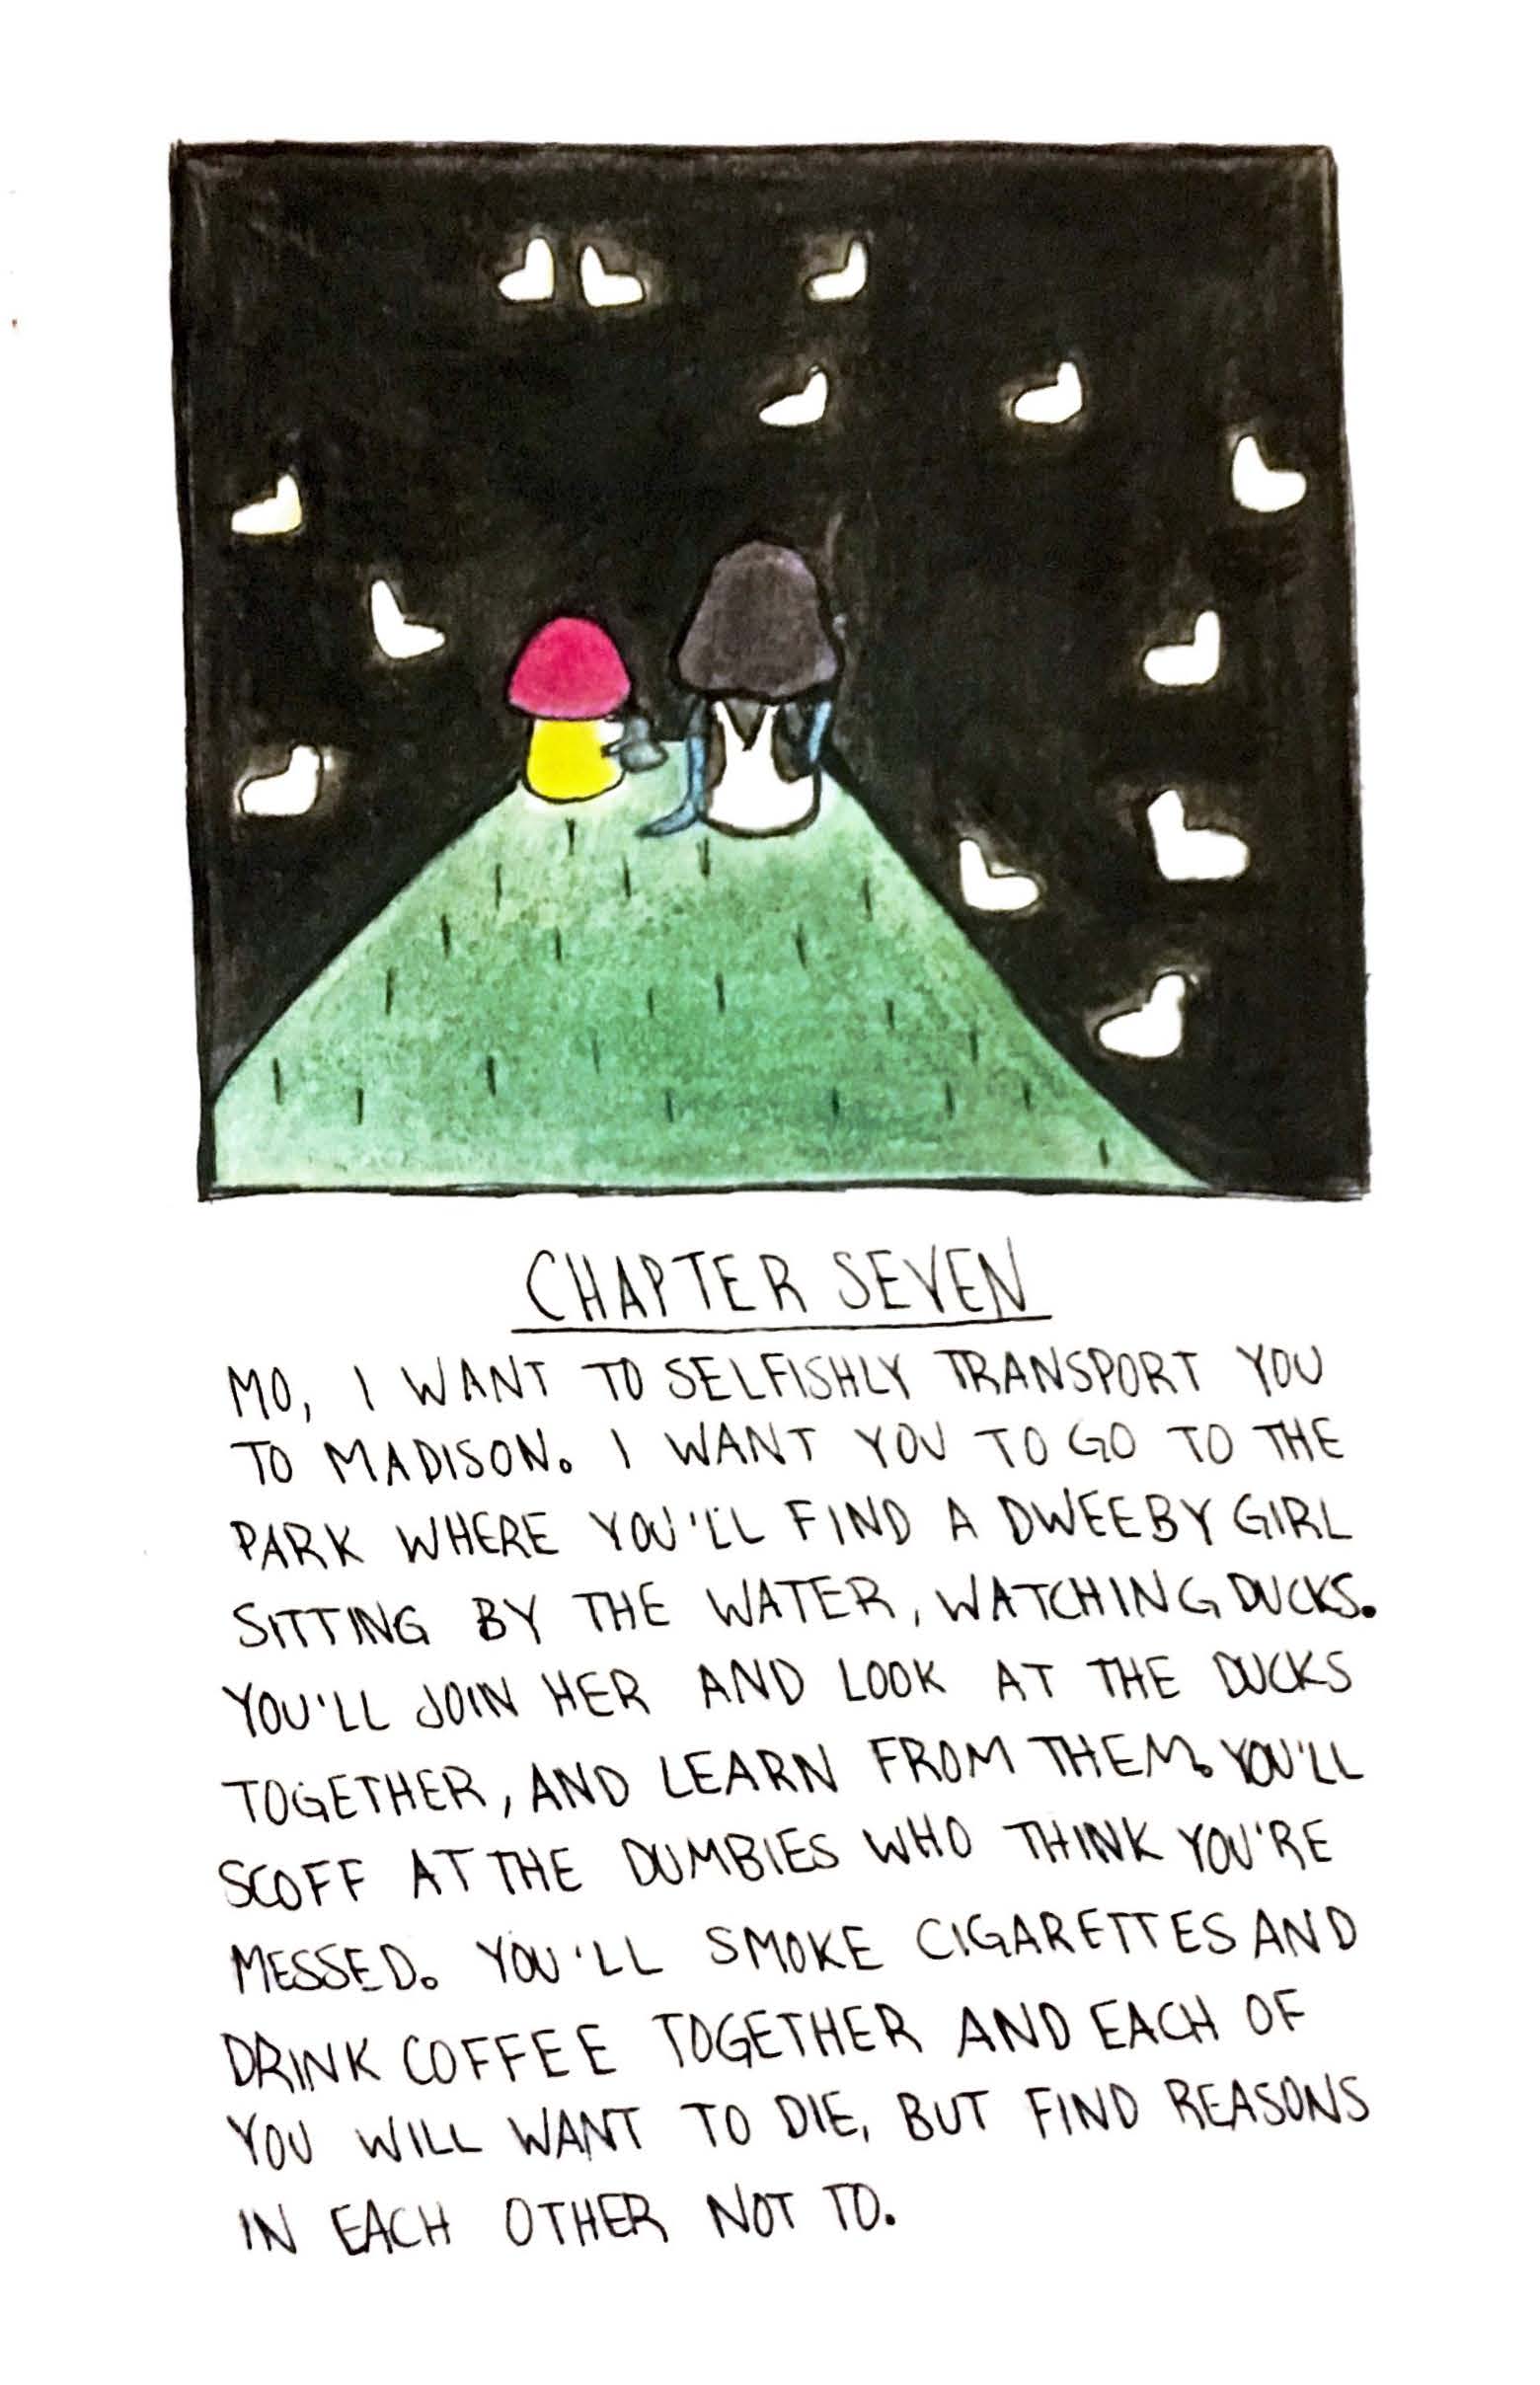 CHAPTER SEVEN
MO, I WANT TO SELFISHLY TRANSPORT YOU
TO MADISON. I WANT YOU TO GO TO THE
PARK WHERE YOU'LL FIND A DWEEBY GIRL
SITTING BY THE WATER, WATCHING DUCKS.
YOU'LL JOIN HER AND LOOK AT THE DUCKS
TOGETHER, AND LEARN FROM THEM. YOU'LL
SCOFF AT THE DUMBIES WHO THINK YOU'RE
MESSED. YOU'LL SMOKE CIGARETTES AND
DRINK COFFEE TOGETHER AND EACH OF
YOU WILL WANT TO DIE, BUT FIND REASONS
IN EACH OTHER NOT TO.